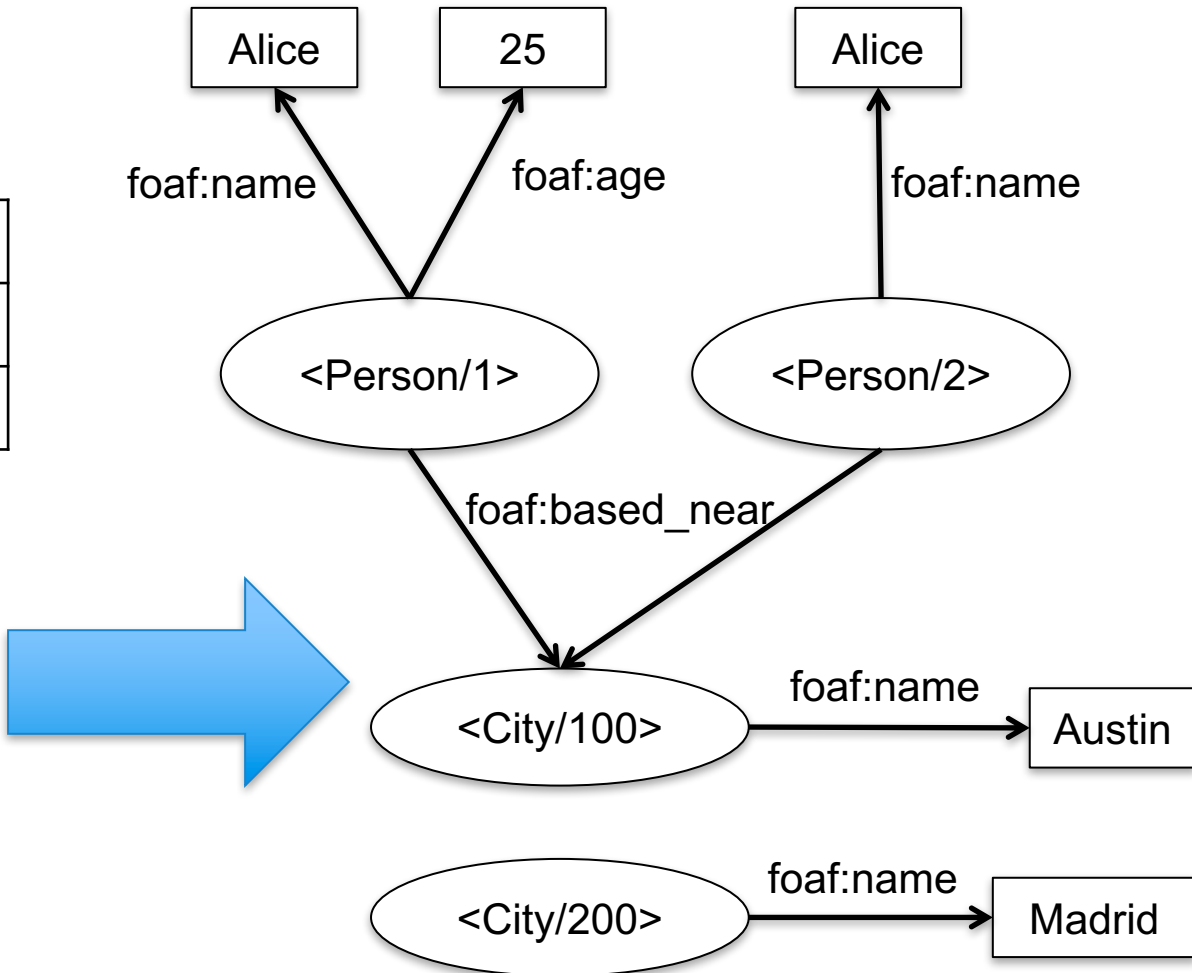 Alice
25
Alice
foaf:name
foaf:age
foaf:name
<Person/1>
<Person/2>
foaf:based_near
foaf:name
<City/100>
Austin
foaf:name
<City/200>
Madrid